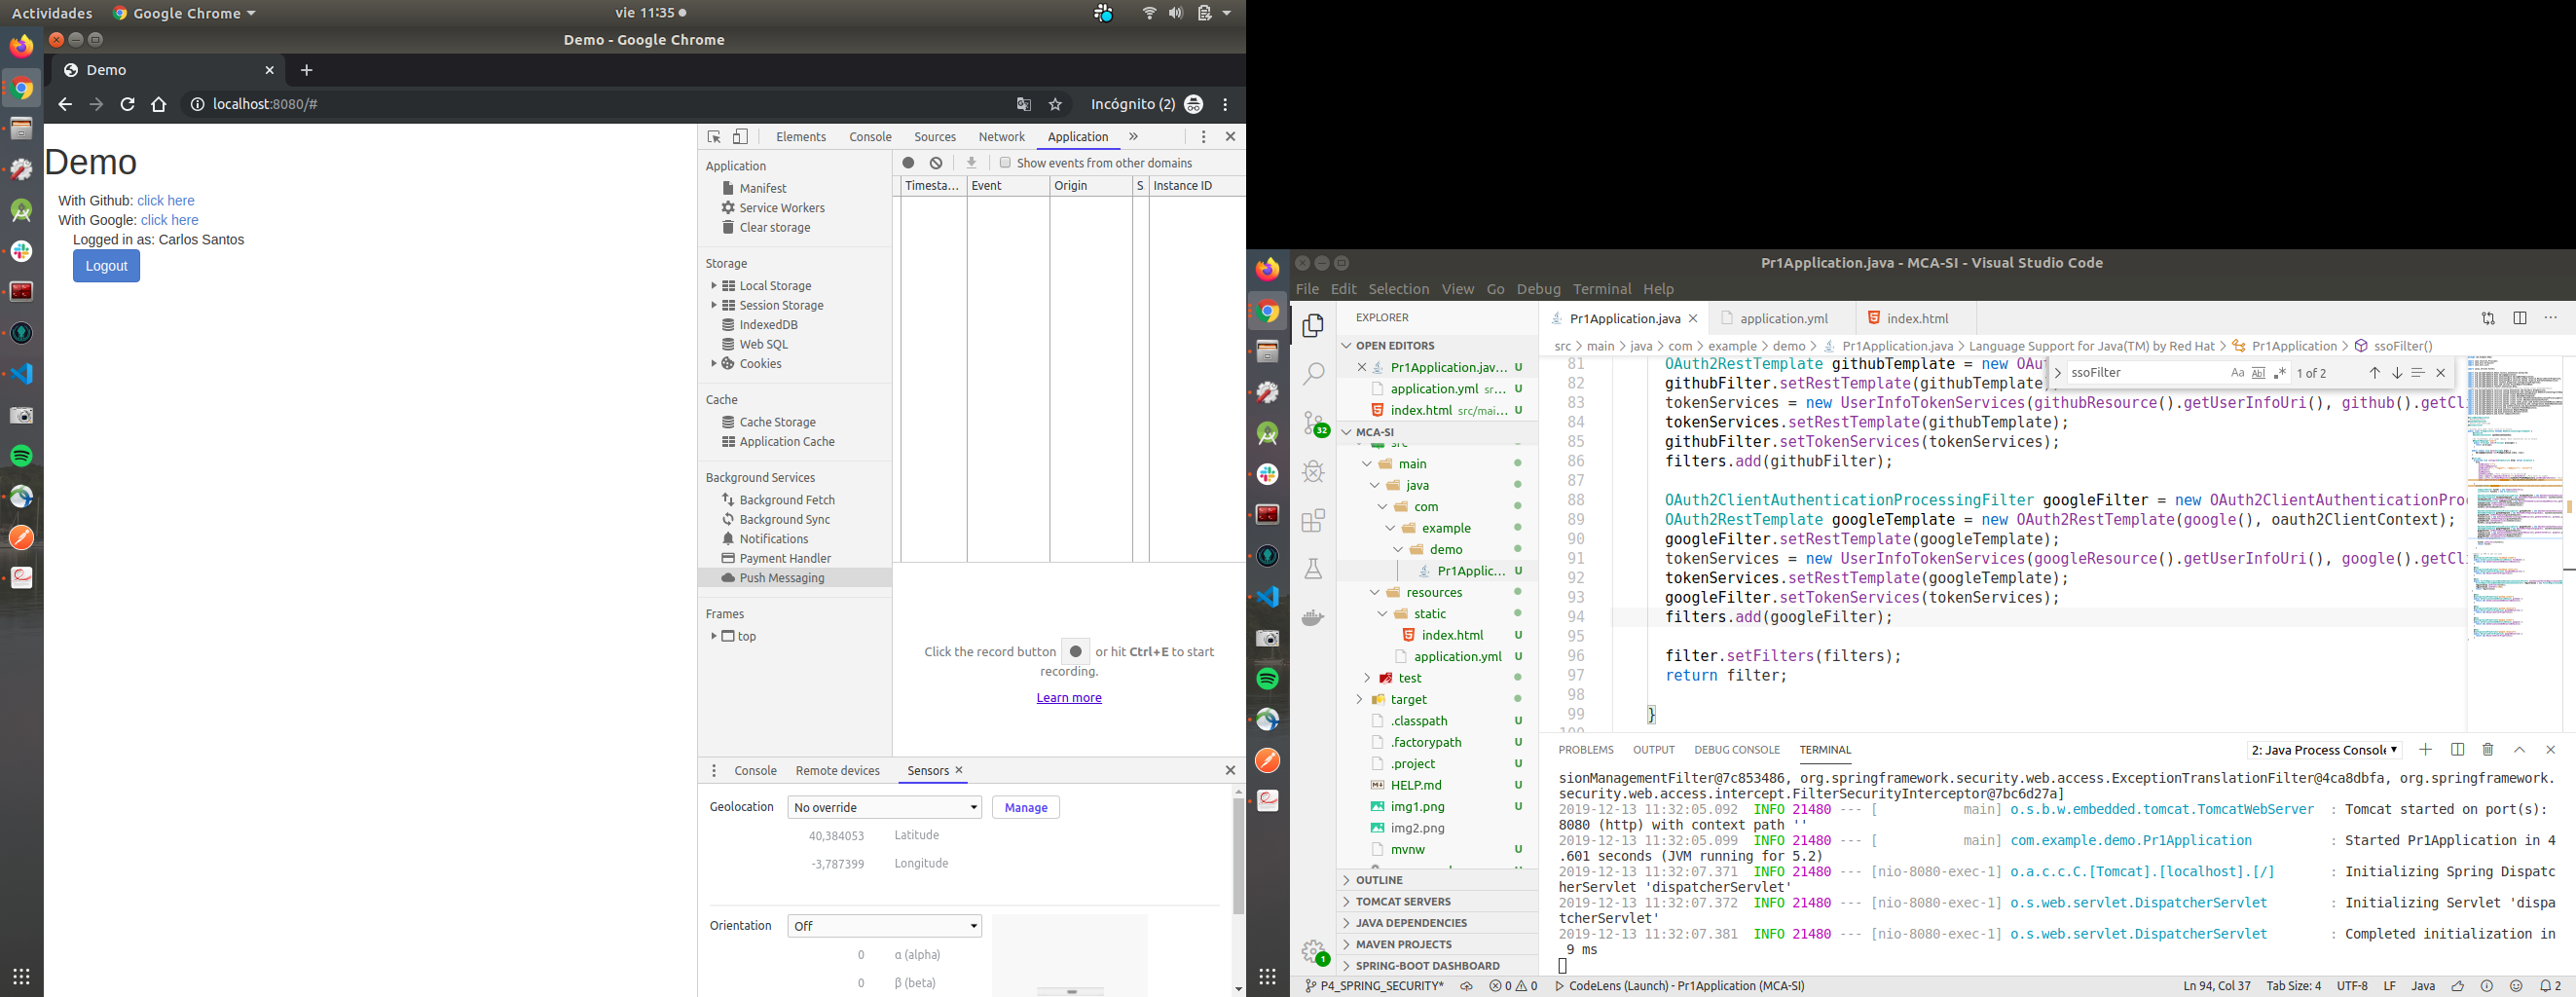 Actividades
Google Chrome
vie 11:35
Demo - Google Chrome
Demo
localhost:8080/#
Incógnito (2)
Demo
With Github: click here
With Google: click here
Logged in as: Carlos Santos
Logout
Elements Console Sources Network Application »
Application
Manifest
Service Workers
Clear storage
Storage
Local Storage
Session Storage
IndexedDB
Web SQL
Cookies
Cache
Cache Storage
Application Cache
Background Services
Background Fetch
Background Sync
Notifications
Payment Handler
Push Messaging
Frames
top
Show events from other domains
Timesta… Event Origin S Instance ID
Click the record button or hit Ctrl+E to start
recording.
Learn more
Console Remote devices Sensors
Geolocation No override Manage
40,384053 Latitude
-3,787399 Longitude
Orientation Off
0 α (alpha)
0 β (beta)
Pr1Application.java - MCA-SI - Visual Studio Code
File Edit Selection View Go Debug Terminal Help
EXPLORER
OPEN EDITORS
Pr1Application.jav... U
application.yml sr... U
index.html src/mai... U
MCA-SI
src
main
java
com
example
demo
Pr1Applic... U
resources
static
index.html U
application.yml U
test
target
.classpath U
.factorypath U
.project U
HELP.md U
img1.png U
img2.png
mvnw U
OUTLINE
TOMCAT SERVERS
JAVA DEPENDENCIES
MAVEN PROJECTS
SPRING-BOOT DASHBOARD
32
1
Pr1Application.java application.yml index.html
src > main > java > com > example > demo > Pr1Application.java > Language Support for Java(TM) by Red Hat > Pr1Application > ssoFilter()
ssoFilter Aa Abl .* 1 of 2
81 OAuth2RestTemplate githubTemplate = new OAut
82 githubFilter.setRestTemplate(githubTemplate)
83 tokenServices = new UserInfoTokenServices(githubResource().getUserInfoUri(), github().getCl
84 tokenServices.setRestTemplate(githubTemplate);
85 githubFilter.setTokenServices(tokenServices);
86 filters.add(githubFilter);
87
88 OAuth2ClientAuthenticationProcessingFilter googleFilter = new OAuth2ClientAuthenticationProc
89 OAuth2RestTemplate googleTemplate = new OAuth2RestTemplate(google(), oauth2ClientContext);
90 googleFilter.setRestTemplate(googleTemplate);
91 tokenServices = new UserInfoTokenServices(googleResource().getUserInfoUri(), google().getCl
92 tokenServices.setRestTemplate(googleTemplate);
93 googleFilter.setTokenServices(tokenServices);
94 filters.add(googleFilter);
95
96 filter.setFilters(filters);
97 return filter;
98
99 }
100
PROBLEMS OUTPUT DEBUG CONSOLE TERMINAL
2: Java Process Console
sionManagementFilter@7c853486, org.springframework.security.web.access.ExceptionTranslationFilter@4ca8dbfa, org.springframework.
security.web.access.intercept.FilterSecurityInterceptor@7bc6d27a]
2019-12-13 11:32:05.092 INFO 21480 --- [ main] o.s.b.w.embedded.tomcat.TomcatWebServer : Tomcat started on port(s):
8080 (http) with context path ''
2019-12-13 11:32:05.099 INFO 21480 --- [ main] com.example.demo.Pr1Application : Started Pr1Application in 4
.601 seconds (JVM running for 5.2)
2019-12-13 11:32:07.371 INFO 21480 --- [nio-8080-exec-1] o.a.c.c.C.[Tomcat].[localhost].[/] : Initializing Spring Dispatc
herServlet 'dispatcherServlet'
2019-12-13 11:32:07.372 INFO 21480 --- [nio-8080-exec-1] o.s.web.servlet.DispatcherServlet : Initializing Servlet 'dispa
tcherServlet'
2019-12-13 11:32:07.381 INFO 21480 --- [nio-8080-exec-1] o.s.web.servlet.DispatcherServlet : Completed initialization in
9 ms
P4_SPRING_SECURITY* 0 0 CodeLens (Launch) - Pr1Application (MCA-SI) Ln 94, Col 37 Tab Size: 4 UTF-8 LF Java 2